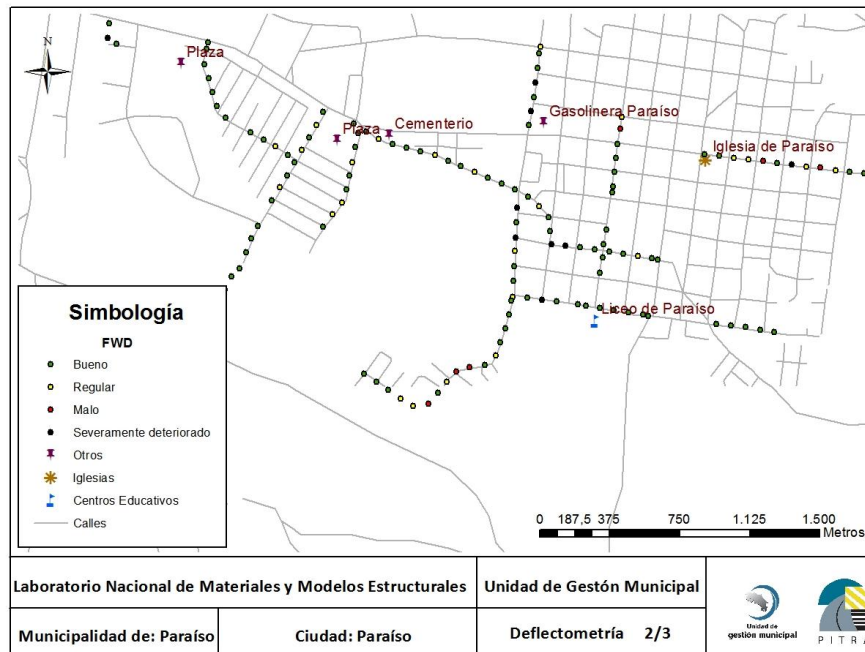 N
Plaza
Plaza
Cementerio
Gasolinera Paraíso
Iglesia de Paraíso
Liceo de Paraíso
Simbología
FWD
Bueno
Regular
Malo
Severamente deteriorado
Otros
Iglesias
Centros Educativos
Calles
0 187,5 375 750 1.125 1.500
Metros
Laboratorio Nacional de Materiales y Modelos Estructurales
Unidad de Gestión Municipal
Municipalidad de: Paraíso
Ciudad: Paraíso
Deflectometría 2/3
Unidad de
gestión municipal
PITRA